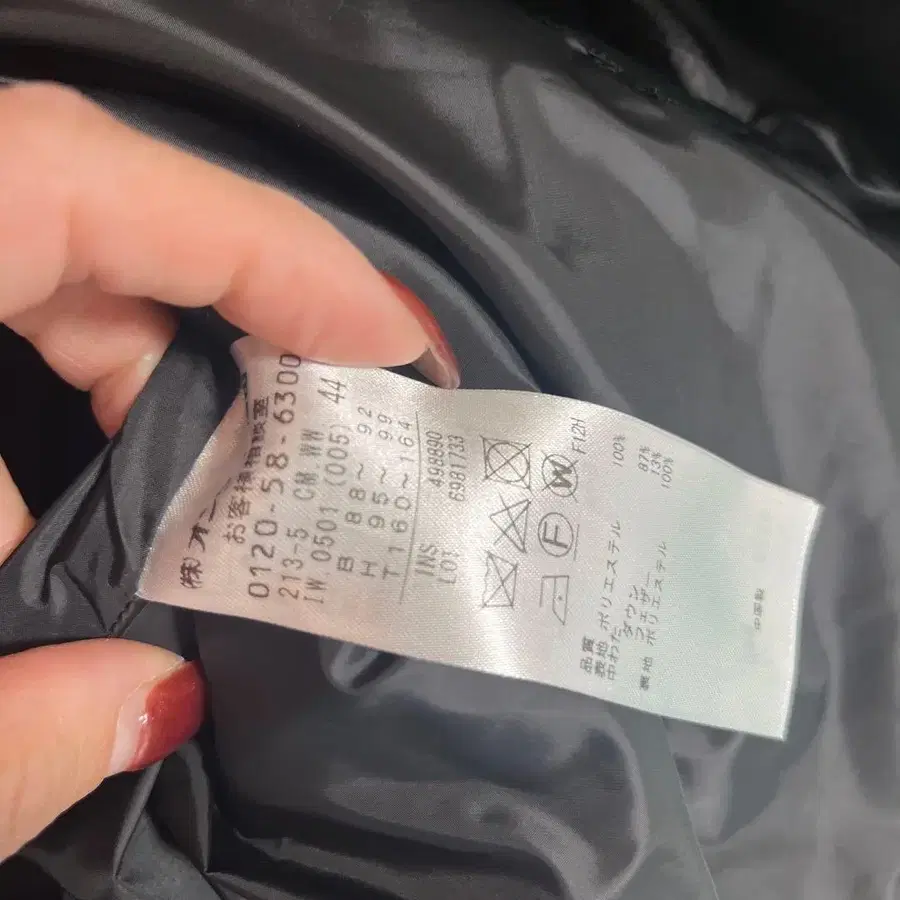 (株)オン
お客様相談室
0120-58-6300
213-5 CM.WW
IW.0501(005) 44
B 88～ 92
H 95～ 99
T160～164
INS 498890
LOT 6981733
F12H
品質
表地 ポリエステル 100%
中わた ダウン 87%
フェザー 13%
裏地 ポリエステル 100%
中国製